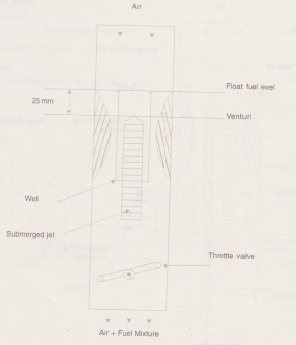 Air
Float fuel evel
25 mm
Venturi
Well
Submerged jet
Throttle valve
Air + Fuel Mixture